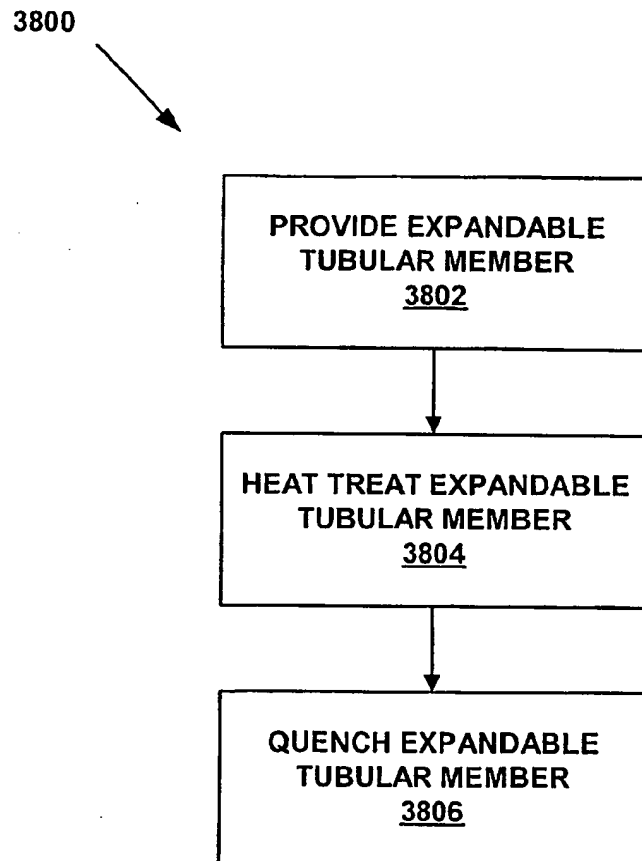 3800
PROVIDE EXPANDABLE
TUBULAR MEMBER
3802
HEAT TREAT EXPANDABLE
TUBULAR MEMBER
3804
QUENCH EXPANDABLE
TUBULAR MEMBER
3806